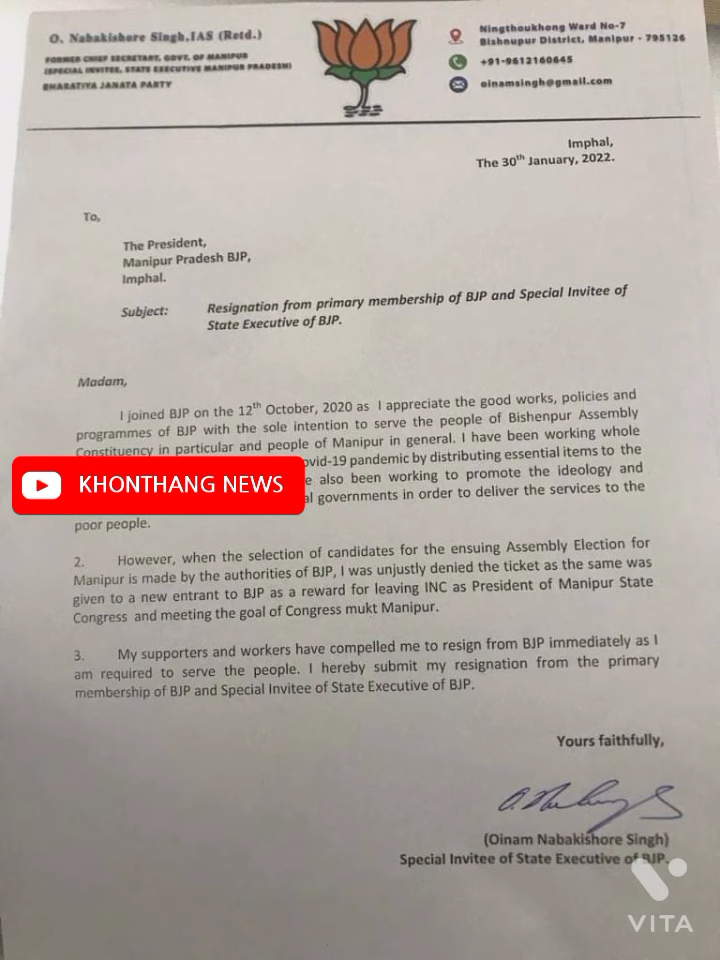 O. Nabakishore Singh,IAS (Retd.)
FORMER CHIEF SECRETARY, GOVT. OF MANIPUR
(SPECIAL INVITEE, STATE EXECUTIVE MANIPUR PRADESH)
BHARATIYA JANATA PARTY
Ningthoukhong Ward No-7
Bishnupur District, Manipur - 795126
+91-9612160645
oinamsingh@gmail.com
Imphal,
The 30th January, 2022.
To,
The President,
Manipur Pradesh BJP,
Imphal.
Subject: Resignation from primary membership of BJP and Special Invitee of
State Executive of BJP.
Madam,
I joined BJP on the 12th October, 2020 as I appreciate the good works, policies and
programmes of BJP with the sole intention to serve the people of Bishenpur Assembly
Constituency in particular and people of Manipur in general. I have been working whole
ovid-19 pandemic by distributing essential items to the
e also been working to promote the ideology and
al governments in order to deliver the services to the
poor people.
KHONTHANG NEWS
2. However, when the selection of candidates for the ensuing Assembly Election for
Manipur is made by the authorities of BJP, I was unjustly denied the ticket as the same was
given to a new entrant to BJP as a reward for leaving INC as President of Manipur State
Congress and meeting the goal of Congress mukt Manipur.
3. My supporters and workers have compelled me to resign from BJP immediately as I
am required to serve the people. I hereby submit my resignation from the primary
membership of BJP and Special Invitee of State Executive of BJP.
Yours faithfully,
(Oinam Nabakishore Singh)
Special Invitee of State Executive of BJP.
VITA